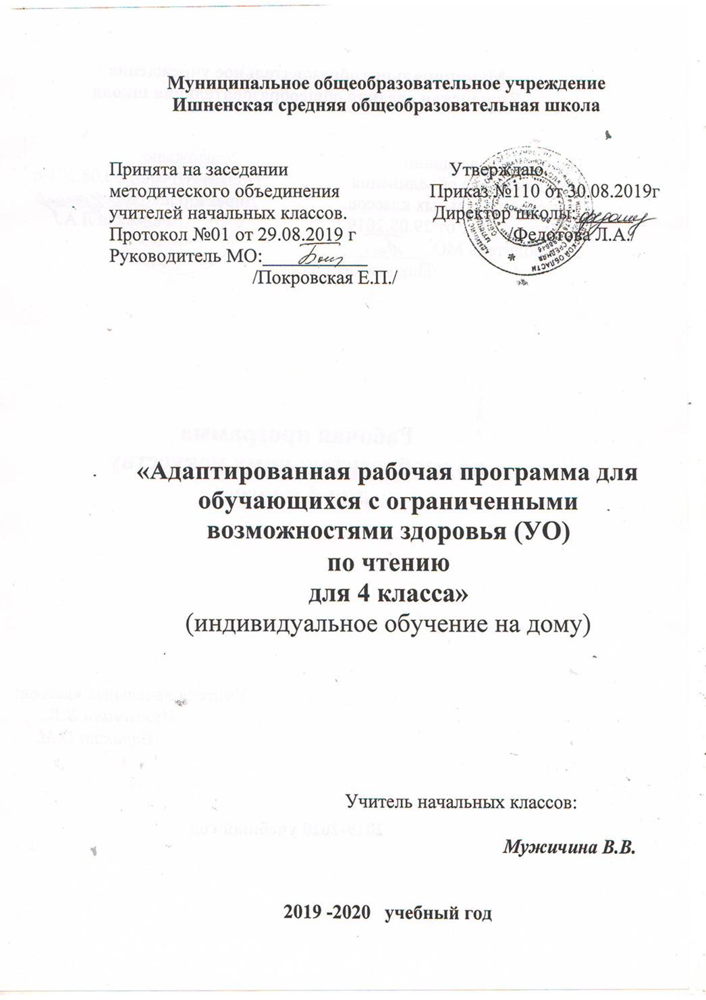 Муниципальное общеобразовательное учреждение
Ишненская средняя общеобразовательная школа
Принята на заседании
методического объединения
учителей начальных классов.
Протокол №01 от 29.08.2019 г
Руководитель МО:
/Покровская Е.П./
Утверждаю.
Приказ №110 от 30.08.2019г
Директор школы:
/Федотова Л.А./
«Адаптированная рабочая программа для
обучающихся с ограниченными
возможностями здоровья (УО)
по чтению
для 4 класса»
(индивидуальное обучение на дому)
Учитель начальных классов:
Мужичина В.В.
2019 -2020 учебный год